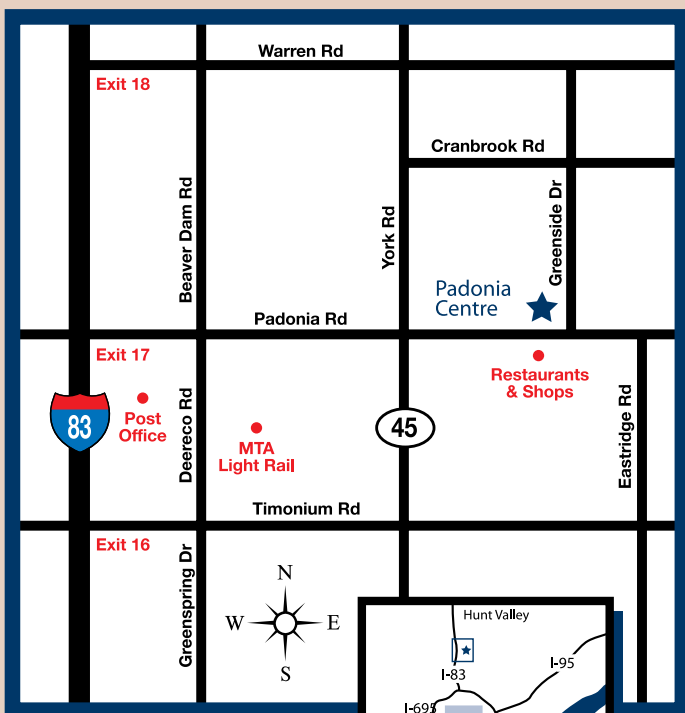 Warren Rd
Exit 18
Cranbrook Rd
Beaver Dam Rd
York Rd
Greenside Dr
Padonia
Centre
Padonia Rd
Exit 17
Restaurants
& Shops
83
Post
Office
Deereco Rd
MTA
Light Rail
45
Eastridge Rd
Timonium Rd
Exit 16
Greenspring Dr
N
W
E
S
Hunt Valley
I-83
I-95
I-695